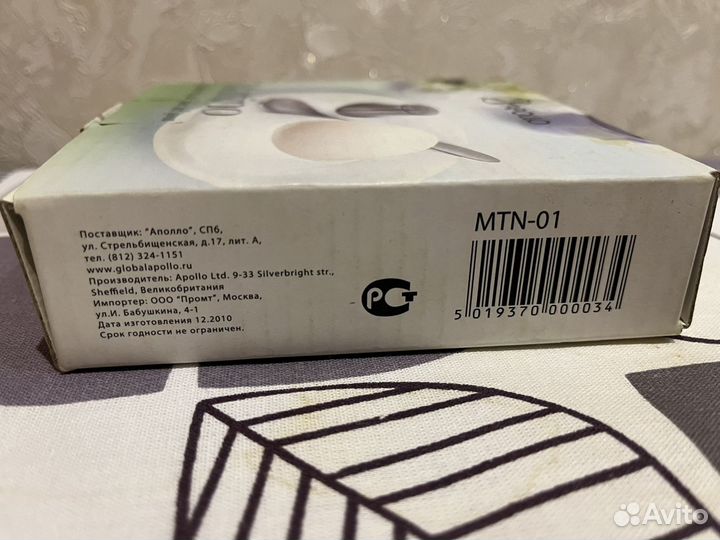 Поставщик: "Аполло", СПб,
ул. Стрельбищенская, д.17, лит. А,
тел. (812) 324-1151
www.globalapollo.ru
Производитель: Apollo Ltd. 9-33 Silverbright str.,
Sheffield, Великобритания
Импортер: ООО "Промт", Москва,
ул.И. Бабушкина, 4-1
Дата изготовления 12.2010
Срок годности не ограничен.
РСТ
MTN-01
5 019370 000034
Avito